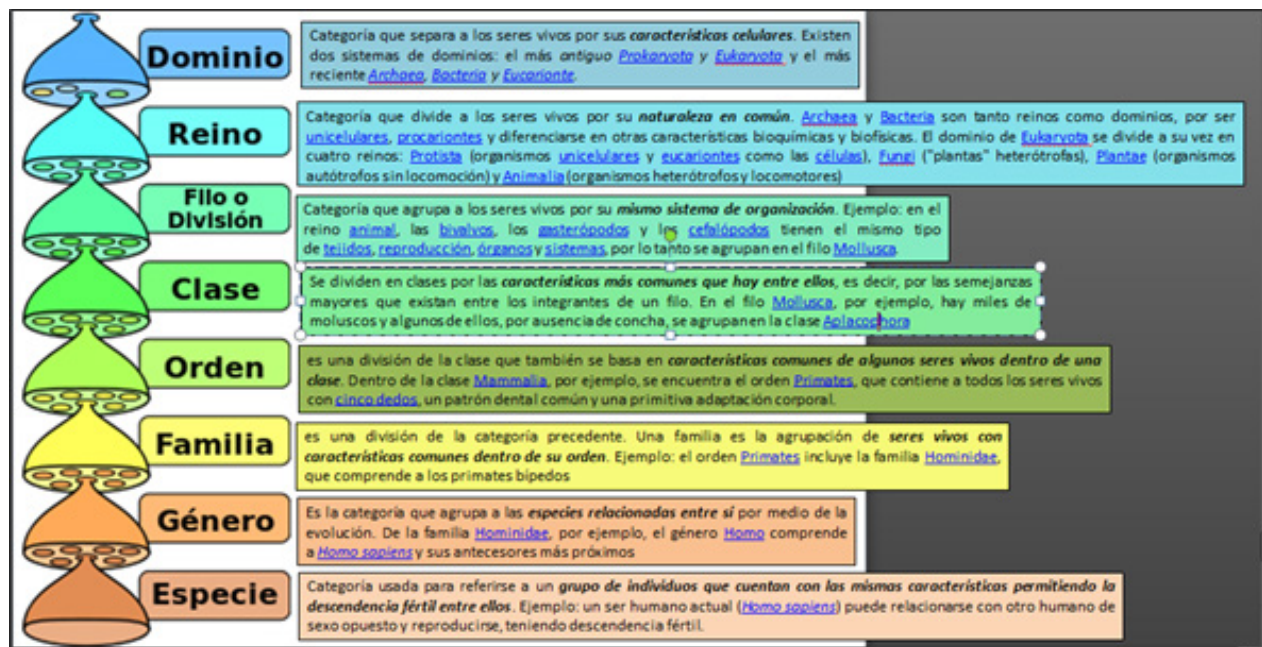 Dominio
Categoría que separa a los seres vivos por sus características celulares. Existen
dos sistemas de dominios: el más antiguo Prokaryota y Eukaryota y el más
reciente Archaea, Bacteria y Eucarionte.
Reino
Categoría que divide a los seres vivos por su naturaleza en común. Archaea y Bacteria son tanto reinos como dominios, por ser
unicelulares, procariontes y diferenciarse en otras características bioquímicas y biofísicas. El dominio de Eukaryota se divide a su vez en
cuatro reinos: Protista (organismos unicelulares y eucariontes como las células), Fungi ("plantas" heterótrofas), Plantae (organismos
autótrofos sin locomoción) y Animalia (organismos heterótrofos y locomotores)
Filo o
División
Categoría que agrupa a los seres vivos por su mismo sistema de organización. Ejemplo: en el
reino animal, las bivalvos, los gasterópodos y los cefalópodos tienen el mismo tipo
de tejidos, reproducción, órganos y sistemas, por lo tanto se agrupan en el filo Mollusca.
Clase
Se dividen en clases por las características más comunes que hay entre ellos, es decir, por las semejanzas
mayores que existan entre los integrantes de un filo. En el filo Mollusca, por ejemplo, hay miles de
moluscos y algunos de ellos, por ausencia de concha, se agrupan en la clase Aplacophora
Orden
es una división de la clase que también se basa en características comunes de algunos seres vivos dentro de una
clase. Dentro de la clase Mammalia, por ejemplo, se encuentra el orden Primates, que contiene a todos los seres vivos
con cinco dedos, un patrón dental común y una primitiva adaptación corporal.
Familia
es una división de la categoría precedente. Una familia es la agrupación de seres vivos con
características comunes dentro de su orden. Ejemplo: el orden Primates incluye la familia Hominidae,
que comprende a los primates bípedos
Género
Es la categoría que agrupa a las especies relacionadas entre sí por medio de la
evolución. De la familia Hominidae, por ejemplo, el género Homo comprende
a Homo sapiens y sus antecesores más próximos
Especie
Categoría usada para referirse a un grupo de individuos que cuentan con las mismas características permitiendo la
descendencia fértil entre ellos. Ejemplo: un ser humano actual (Homo sapiens) puede relacionarse con otro humano de
sexo opuesto y reproducirse, teniendo descendencia fértil.